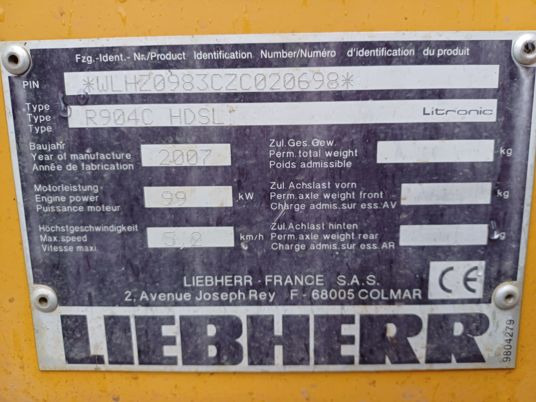 Fzg.-Ident.- Nr./Product Identification Number/Numéro d'identification du produit
PIN *WLHZ0983CZC020698*
Type
Type R904C HDSL Litronic
Type
Baujahr
Year of manufacture 2007
Année de fabrication
Motorleistung
Engine power 99 kW
Puissance moteur
Höchstgeschwindigkeit
Max.speed 5,2 km/h
Vitesse maxi.
Zul.Ges.Gew.
Perm.total weight kg
Poids admissible
Zul.Achslast vorn
Perm.axle weight front kg
Charge admis.sur ess.AV
Zul.Achslast hinten
Perm.axle weight rear kg
Charge admis.sur ess.AR
LIEBHERR - FRANCE S.A.S.
2, Avenue Joseph Rey F - 68005 COLMAR
CE
LIEBHERR
9804279